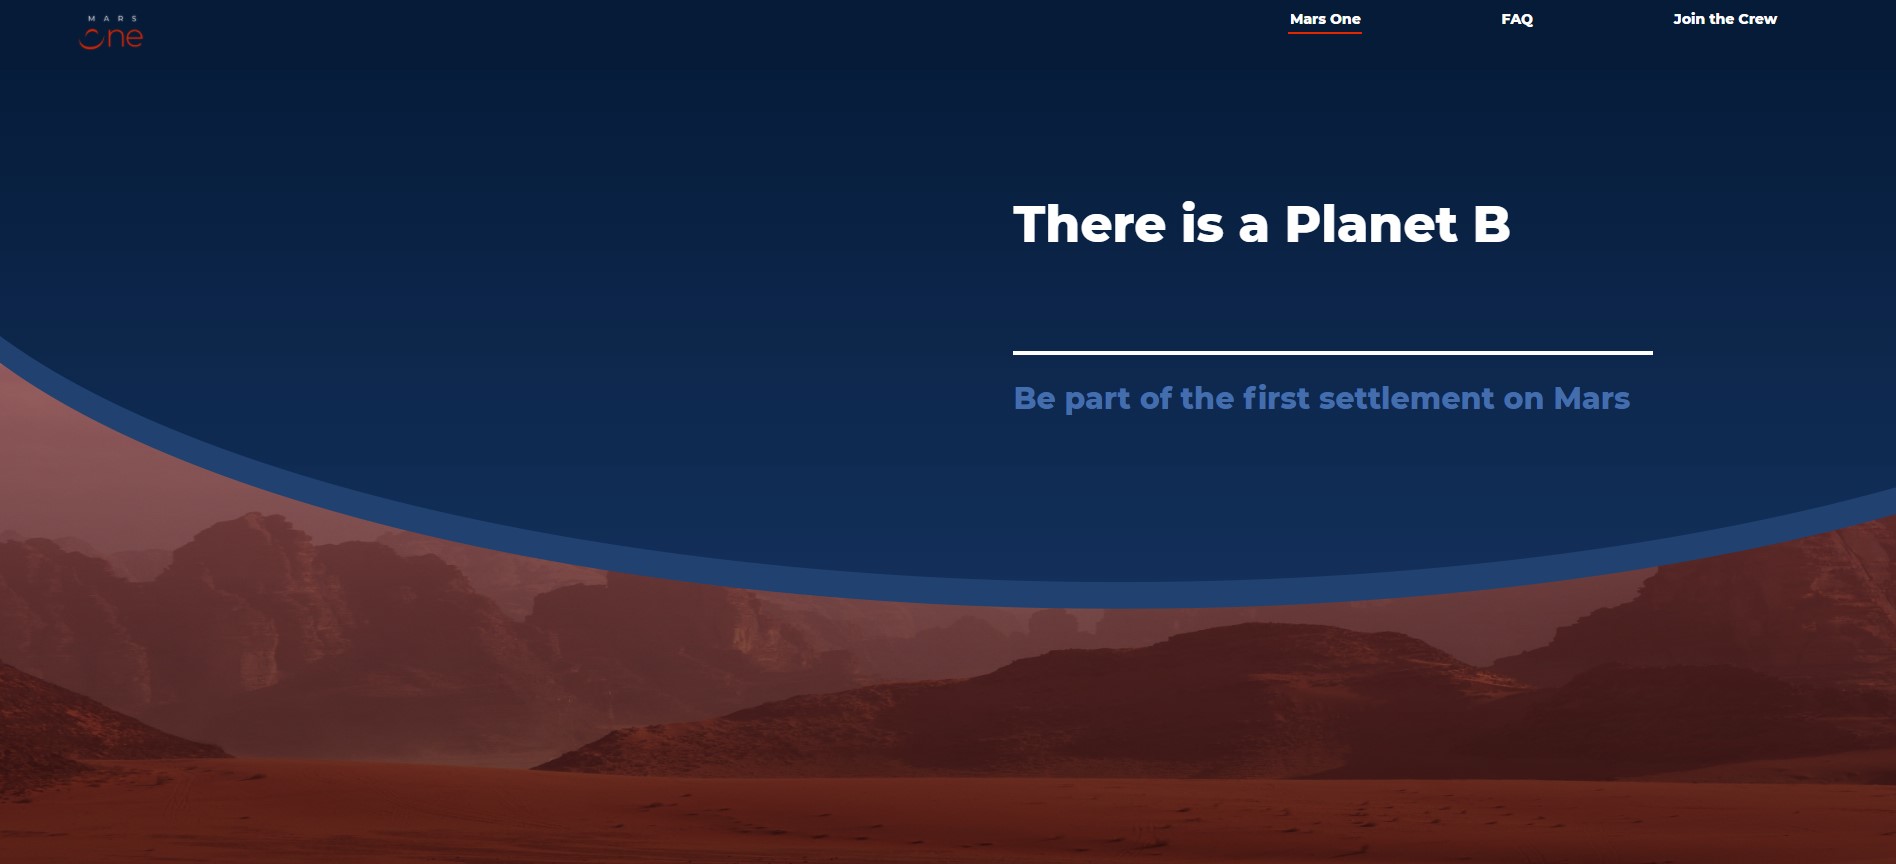 MARS
One
Mars One
FAQ
Join the Crew
There is a Planet B
Be part of the first settlement on Mars